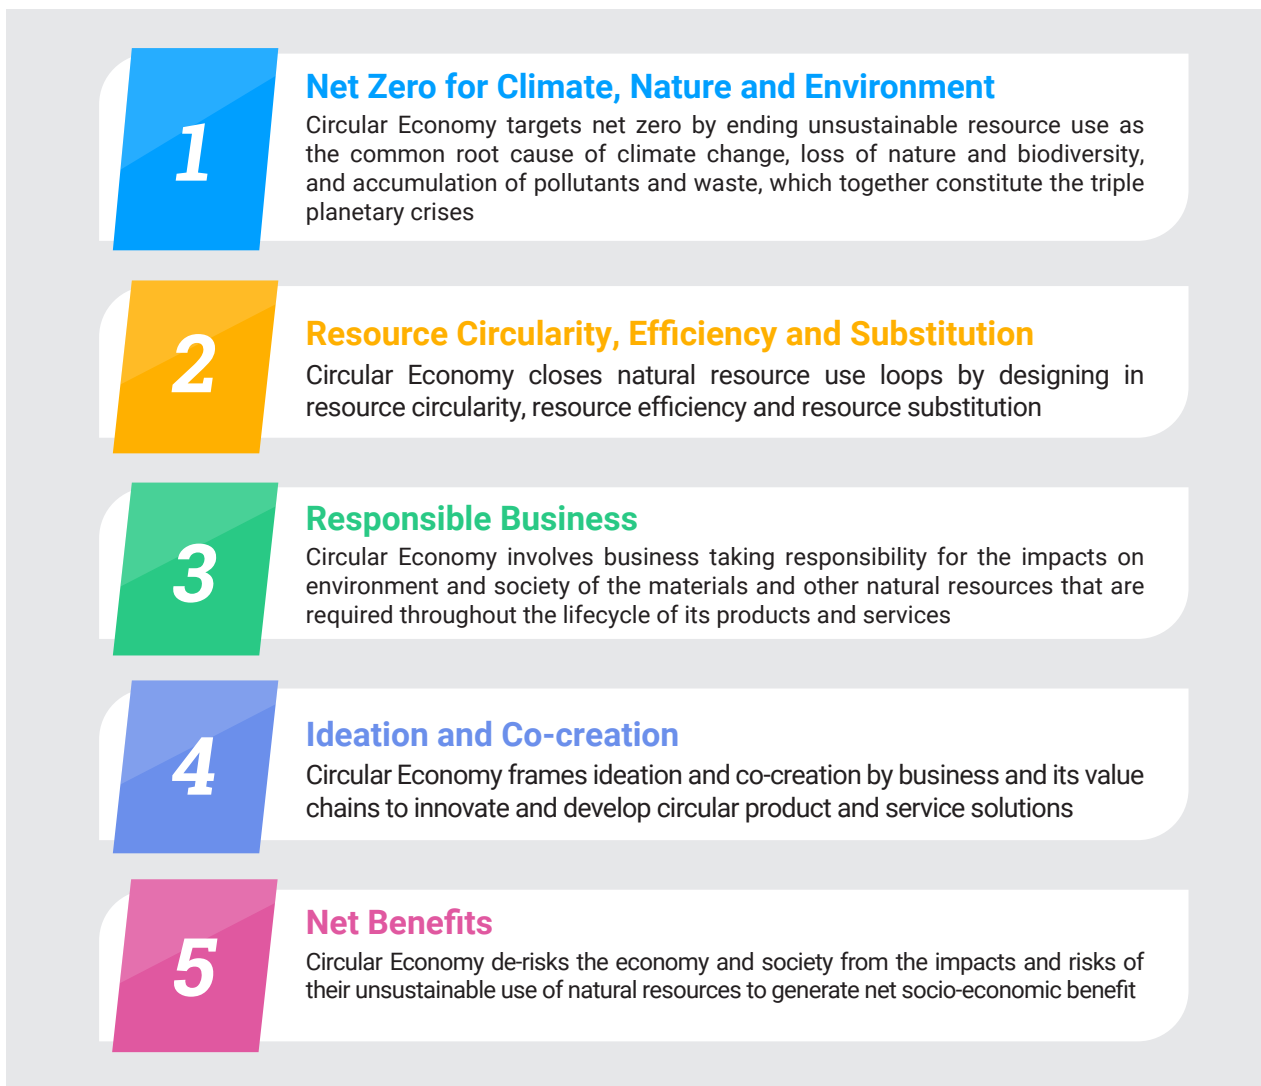 1
Net Zero for Climate, Nature and Environment
Circular Economy targets net zero by ending unsustainable resource use as
the common root cause of climate change, loss of nature and biodiversity,
and accumulation of pollutants and waste, which together constitute the triple
planetary crises
2
Resource Circularity, Efficiency and Substitution
Circular Economy closes natural resource use loops by designing in
resource circularity, resource efficiency and resource substitution
3
Responsible Business
Circular Economy involves business taking responsibility for the impacts on
environment and society of the materials and other natural resources that are
required throughout the lifecycle of its products and services
4
Ideation and Co-creation
Circular Economy frames ideation and co-creation by business and its value
chains to innovate and develop circular product and service solutions
5
Net Benefits
Circular Economy de-risks the economy and society from the impacts and risks of
their unsustainable use of natural resources to generate net socio-economic benefit